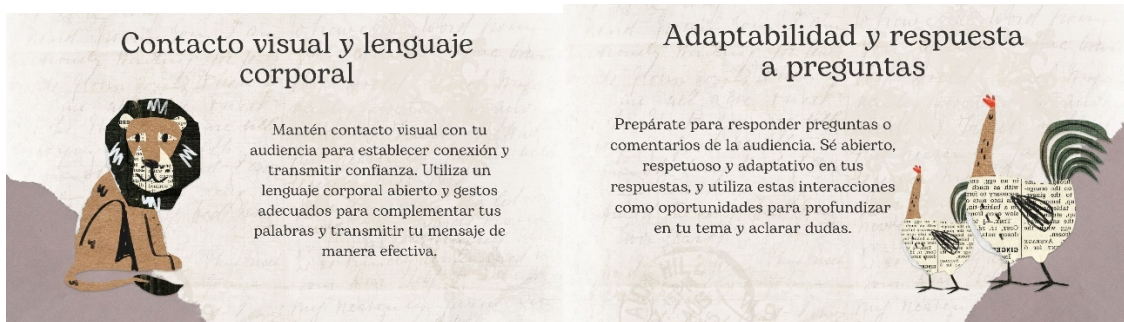 Contacto visual y lenguaje
corporal
Mantén contacto visual con tu
audiencia para establecer conexión y
transmitir confianza. Utiliza un
lenguaje corporal abierto y gestos
adecuados para complementar tus
palabras y transmitir tu mensaje de
manera efectiva.
Adaptabilidad y respuesta
a preguntas
Prepárate para responder preguntas o
comentarios de la audiencia. Sé abierto,
respetuoso y adaptativo en tus
respuestas, y utiliza estas interacciones
como oportunidades para profundizar
en tu tema y aclarar dudas.